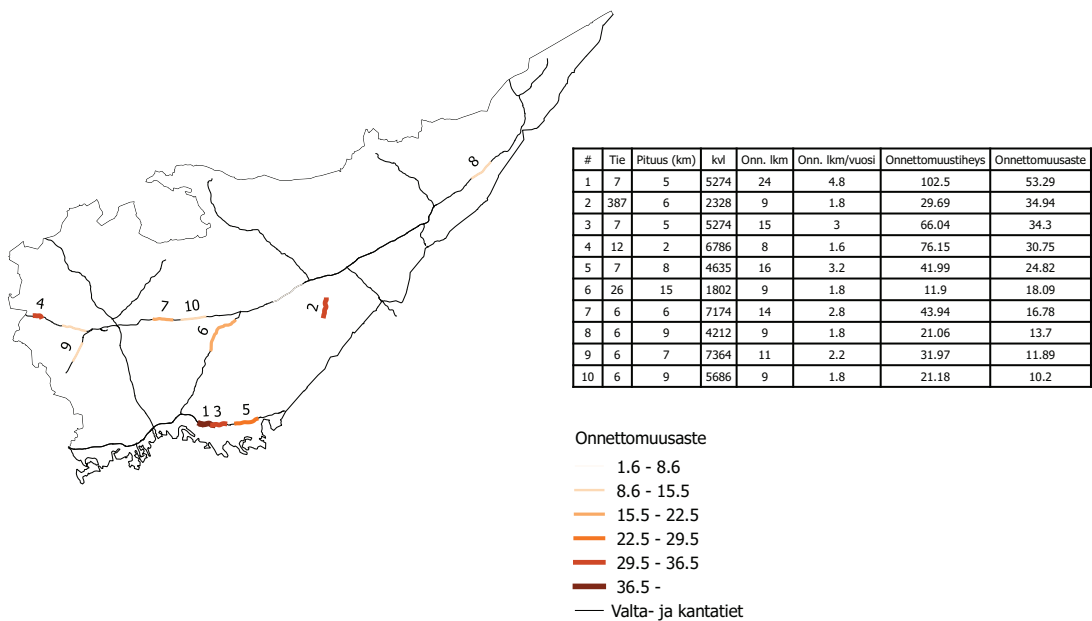 8
4
7 10
2
6
9
1 3 5
# Tie Pituus (km) kvl Onn. lkm Onn. lkm/vuosi Onnettomuustiheys Onnettomuusaste
1 7 5 5274 24 4.8 102.5 53.29
2 387 6 2328 9 1.8 29.69 34.94
3 7 5 5274 15 3 66.04 34.3
4 12 2 6786 8 1.6 76.15 30.75
5 7 8 4635 16 3.2 41.99 24.82
6 26 15 1802 9 1.8 11.9 18.09
7 6 6 7174 14 2.8 43.94 16.78
8 6 9 4212 9 1.8 21.06 13.7
9 6 7 7364 11 2.2 31.97 11.89
10 6 9 5686 9 1.8 21.18 10.2
Onnettomuusaste
1.6 - 8.6
8.6 - 15.5
15.5 - 22.5
22.5 - 29.5
29.5 - 36.5
36.5 -
Valta- ja kantatiet